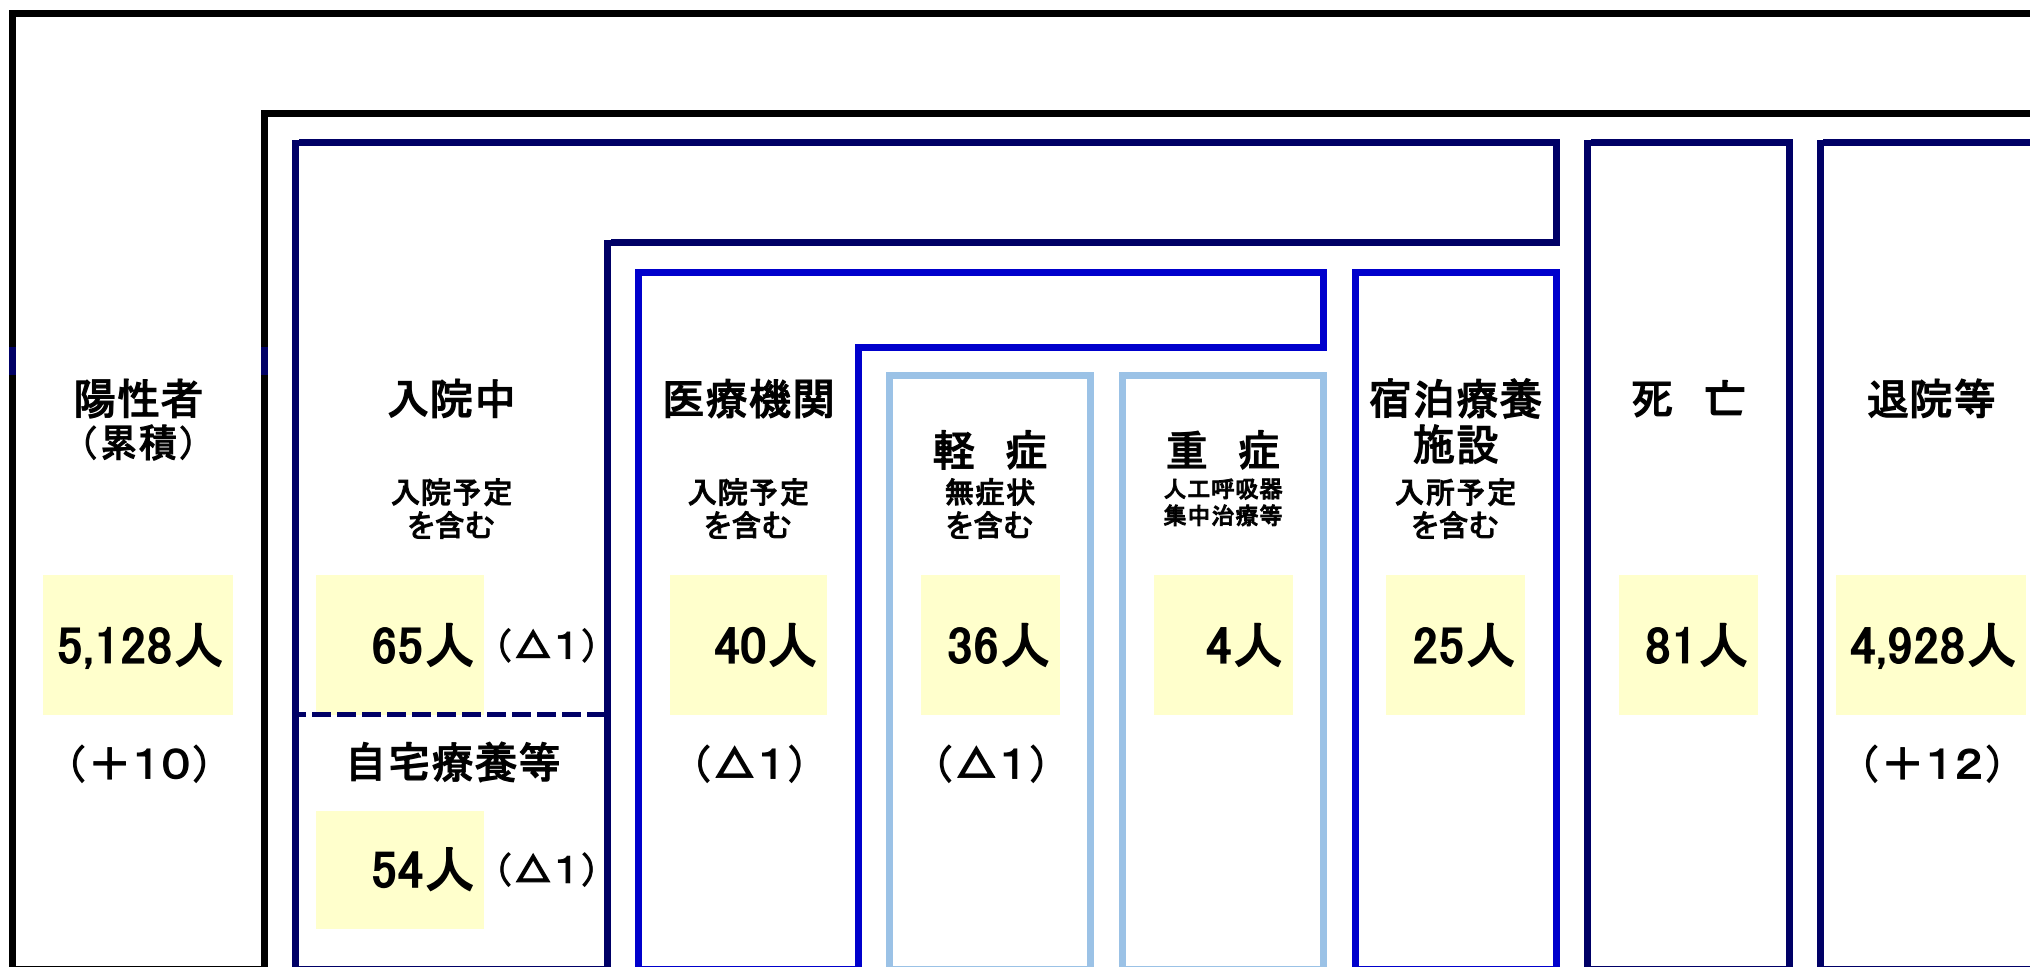 陽性者
（累積）
5,128人
（＋10）
入院中
入院予定
を含む
65人 （△1）
自宅療養等
54人 （△1）
医療機関
入院予定
を含む
40人
（△1）
軽 症
無症状
を含む
36人
（△1）
重 症
人工呼吸器
集中治療等
4人
宿泊療養
施設
入所予定
を含む
25人
死 亡
81人
退院等
4,928人
（＋12）